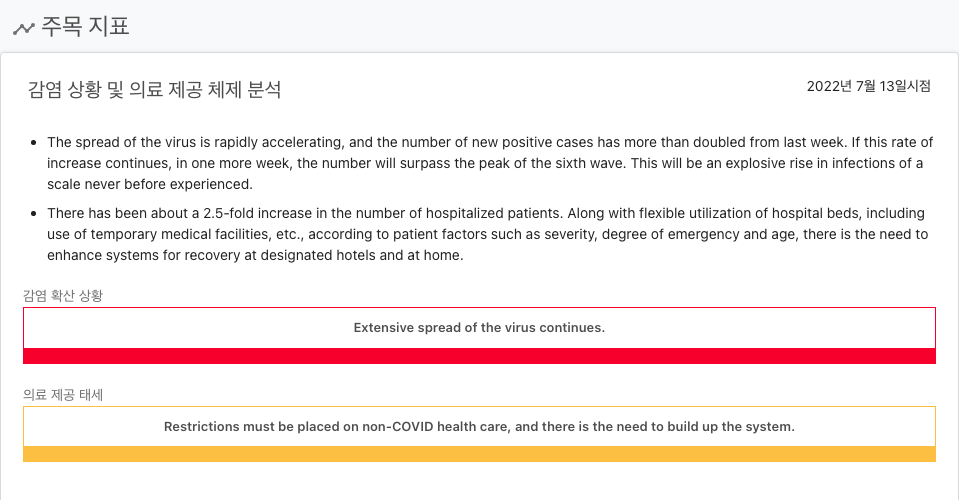 주목 지표
감염 상황 및 의료 제공 체제 분석
2022년 7월 13일시점
The spread of the virus is rapidly accelerating, and the number of new positive cases has more than doubled from last week. If this rate of
increase continues, in one more week, the number will surpass the peak of the sixth wave. This will be an explosive rise in infections of a
scale never before experienced.
There has been about a 2.5-fold increase in the number of hospitalized patients. Along with flexible utilization of hospital beds, including
use of temporary medical facilities, etc., according to patient factors such as severity, degree of emergency and age, there is the need to
enhance systems for recovery at designated hotels and at home.
감염 확산 상황
Extensive spread of the virus continues.
의료 제공 태세
Restrictions must be placed on non-COVID health care, and there is the need to build up the system.